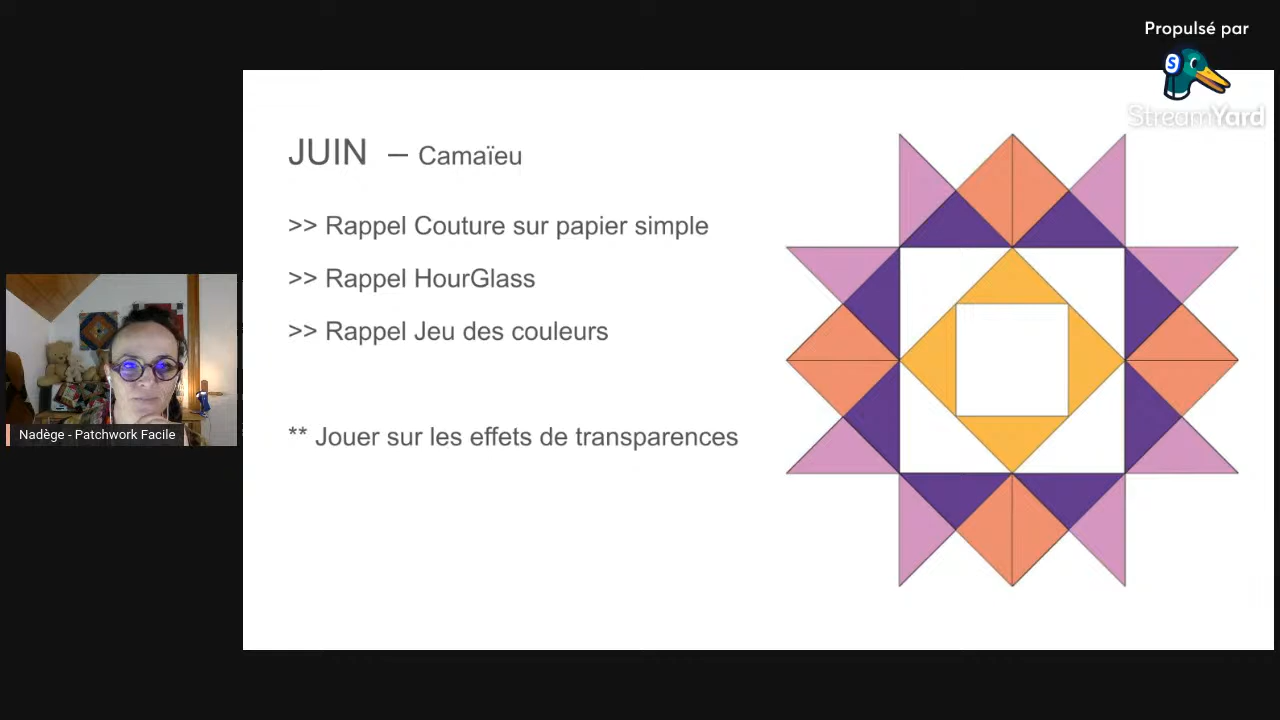 Propulsé par
StreamYard
JUIN – Camaïeu
>> Rappel Couture sur papier simple
>> Rappel HourGlass
>> Rappel Jeu des couleurs
** Jouer sur les effets de transparences
Nadège - Patchwork Facile